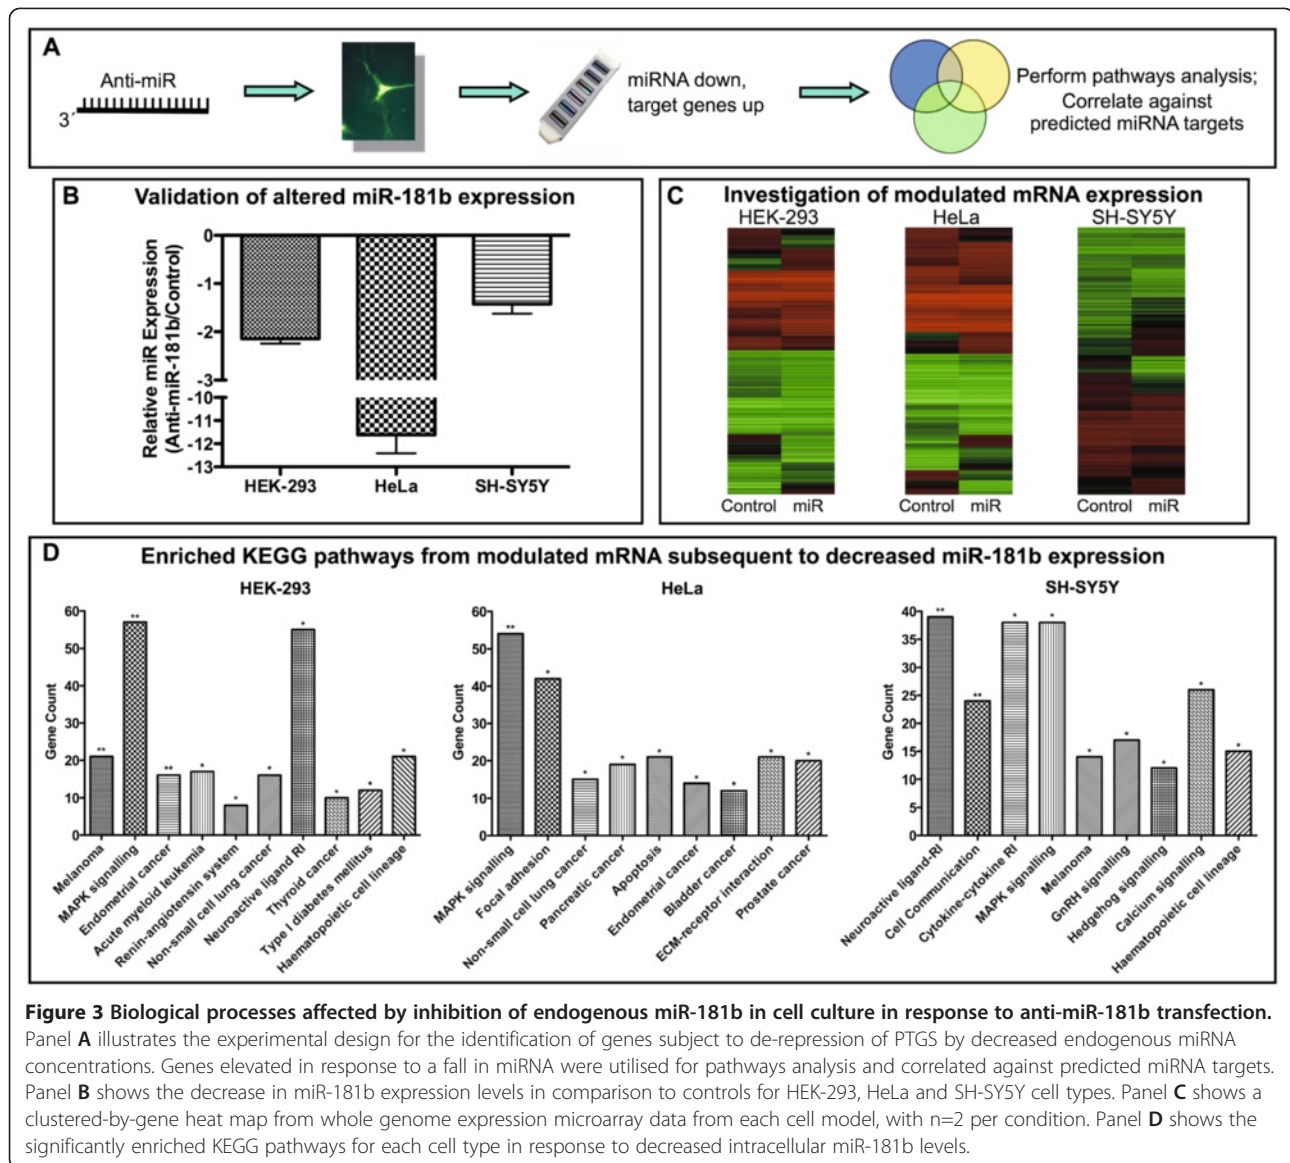 A
Anti-miR
3´
miRNA down,
target genes up
Perform pathways analysis;
Correlate against
predicted miRNA targets
B
Validation of altered miR-181b expression
Relative miR Expression
(Anti-miR-181b/Control)
0
-1
-2
-3
-10
-11
-12
-13
HEK-293
HeLa
SH-SY5Y
C
Investigation of modulated mRNA expression
HEK-293
HeLa
SH-SY5Y
Control miR
Control miR
Control miR
D
Enriched KEGG pathways from modulated mRNA subsequent to decreased miR-181b expression
HEK-293
Gene Count
60
50
40
30
20
10
0
**
**
**
*
*
*
*
*
*
*
Melanoma
MAPK signalling
Endometrial cancer
Acute myeloid leukemia
Renin-angiotensin system
Non-small cell lung cancer
Neuroactive ligand RI
Thyroid cancer
Type I diabetes mellitus
Haematopoietic cell lineage
HeLa
Gene Count
60
50
40
30
20
10
0
**
*
*
*
*
*
*
*
*
MAPK signalling
Focal adhesion
Non-small cell lung cancer
Pancreatic cancer
Apoptosis
Endometrial cancer
Bladder cancer
ECM-receptor interaction
Prostate cancer
SH-SY5Y
Gene Count
40
35
30
25
20
15
10
5
0
**
**
*
*
*
*
*
*
*
Neuroactive ligand-RI
Cell Communication
Cytokine-cytokine RI
MAPK signalling
Melanoma
GnRH signalling
Hedgehog signalling
Calcium signalling
Haematopoietic cell lineage
Figure 3 Biological processes affected by inhibition of endogenous miR-181b in cell culture in response to anti-miR-181b transfection.
Panel A illustrates the experimental design for the identification of genes subject to de-repression of PTGS by decreased endogenous miRNA
concentrations. Genes elevated in response to a fall in miRNA were utilised for pathways analysis and correlated against predicted miRNA targets.
Panel B shows the decrease in miR-181b expression levels in comparison to controls for HEK-293, HeLa and SH-SY5Y cell types. Panel C shows a
clustered-by-gene heat map from whole genome expression microarray data from each cell model, with n=2 per condition. Panel D shows the
significantly enriched KEGG pathways for each cell type in response to decreased intracellular miR-181b levels.